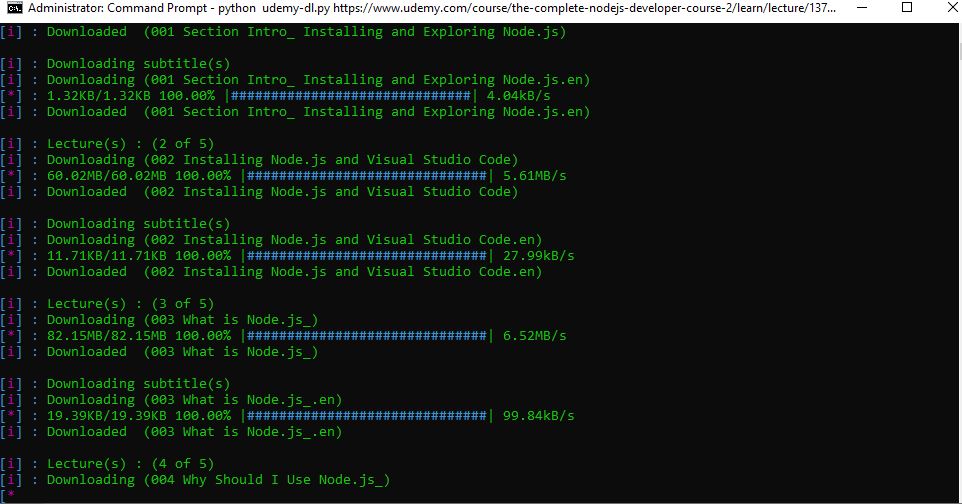 Administrator: Command Prompt - python udemy-dl.py https://www.udemy.com/course/the-complete-nodejs-developer-course-2/learn/lecture/137...
[i] : Downloaded  (001 Section Intro_ Installing and Exploring Node.js)
[i] : Downloading subtitle(s)
[i] : Downloading (001 Section Intro_ Installing and Exploring Node.js.en)
[*] : 1.32KB/1.32KB 100.00% |##############################| 4.04kB/s
[i] : Downloaded  (001 Section Intro_ Installing and Exploring Node.js.en)
[i] : Lecture(s) : (2 of 5)
[i] : Downloading (002 Installing Node.js and Visual Studio Code)
[*] : 60.02MB/60.02MB 100.00% |##############################| 5.61MB/s
[i] : Downloaded  (002 Installing Node.js and Visual Studio Code)
[i] : Downloading subtitle(s)
[i] : Downloading (002 Installing Node.js and Visual Studio Code.en)
[*] : 11.71KB/11.71KB 100.00% |##############################| 27.99kB/s
[i] : Downloaded  (002 Installing Node.js and Visual Studio Code.en)
[i] : Lecture(s) : (3 of 5)
[i] : Downloading (003 What is Node.js_)
[*] : 82.15MB/82.15MB 100.00% |##############################| 6.52MB/s
[i] : Downloaded  (003 What is Node.js_)
[i] : Downloading subtitle(s)
[i] : Downloading (003 What is Node.js_.en)
[*] : 19.39KB/19.39KB 100.00% |##############################| 99.84kB/s
[i] : Downloaded  (003 What is Node.js_.en)
[i] : Lecture(s) : (4 of 5)
[i] : Downloading (004 Why Should I Use Node.js_)
[*